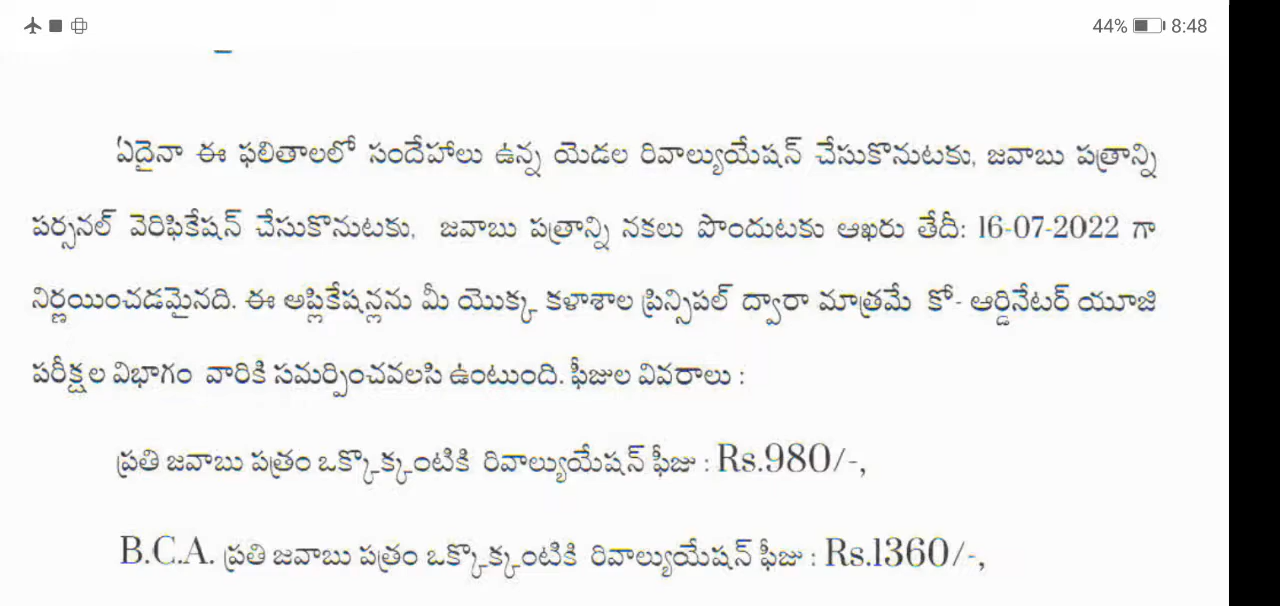 44% 8:48
ఏదైనా ఈ ఫలితాలలో సందేహాలు ఉన్న యెడల రివాల్యుయేషన్ చేసుకొనుటకు, జవాబు పత్రాన్ని
పర్సనల్ వెరిఫికేషన్ చేసుకొనుటకు, జవాబు పత్రాన్ని నకలు పొందుటకు ఆఖరు తేదీ: 16-07-2022 గా
నిర్ణయించడమైనది. ఈ అప్లికేషన్లను మీ యొక్క కళాశాల ప్రిన్సిపల్ ద్వారా మాత్రమే కో- ఆర్డినేటర్ యూజి
పరీక్షల విభాగం వారికి సమర్పించవలసి ఉంటుంది. ఫీజుల వివరాలు :
ప్రతి జవాబు పత్రం ఒక్కొక్కంటికి రివాల్యుయేషన్ ఫీజు : Rs.980/-,
B.C.A. ప్రతి జవాబు పత్రం ఒక్కొక్కంటికి రివాల్యుయేషన్ ఫీజు : Rs.1360/-,